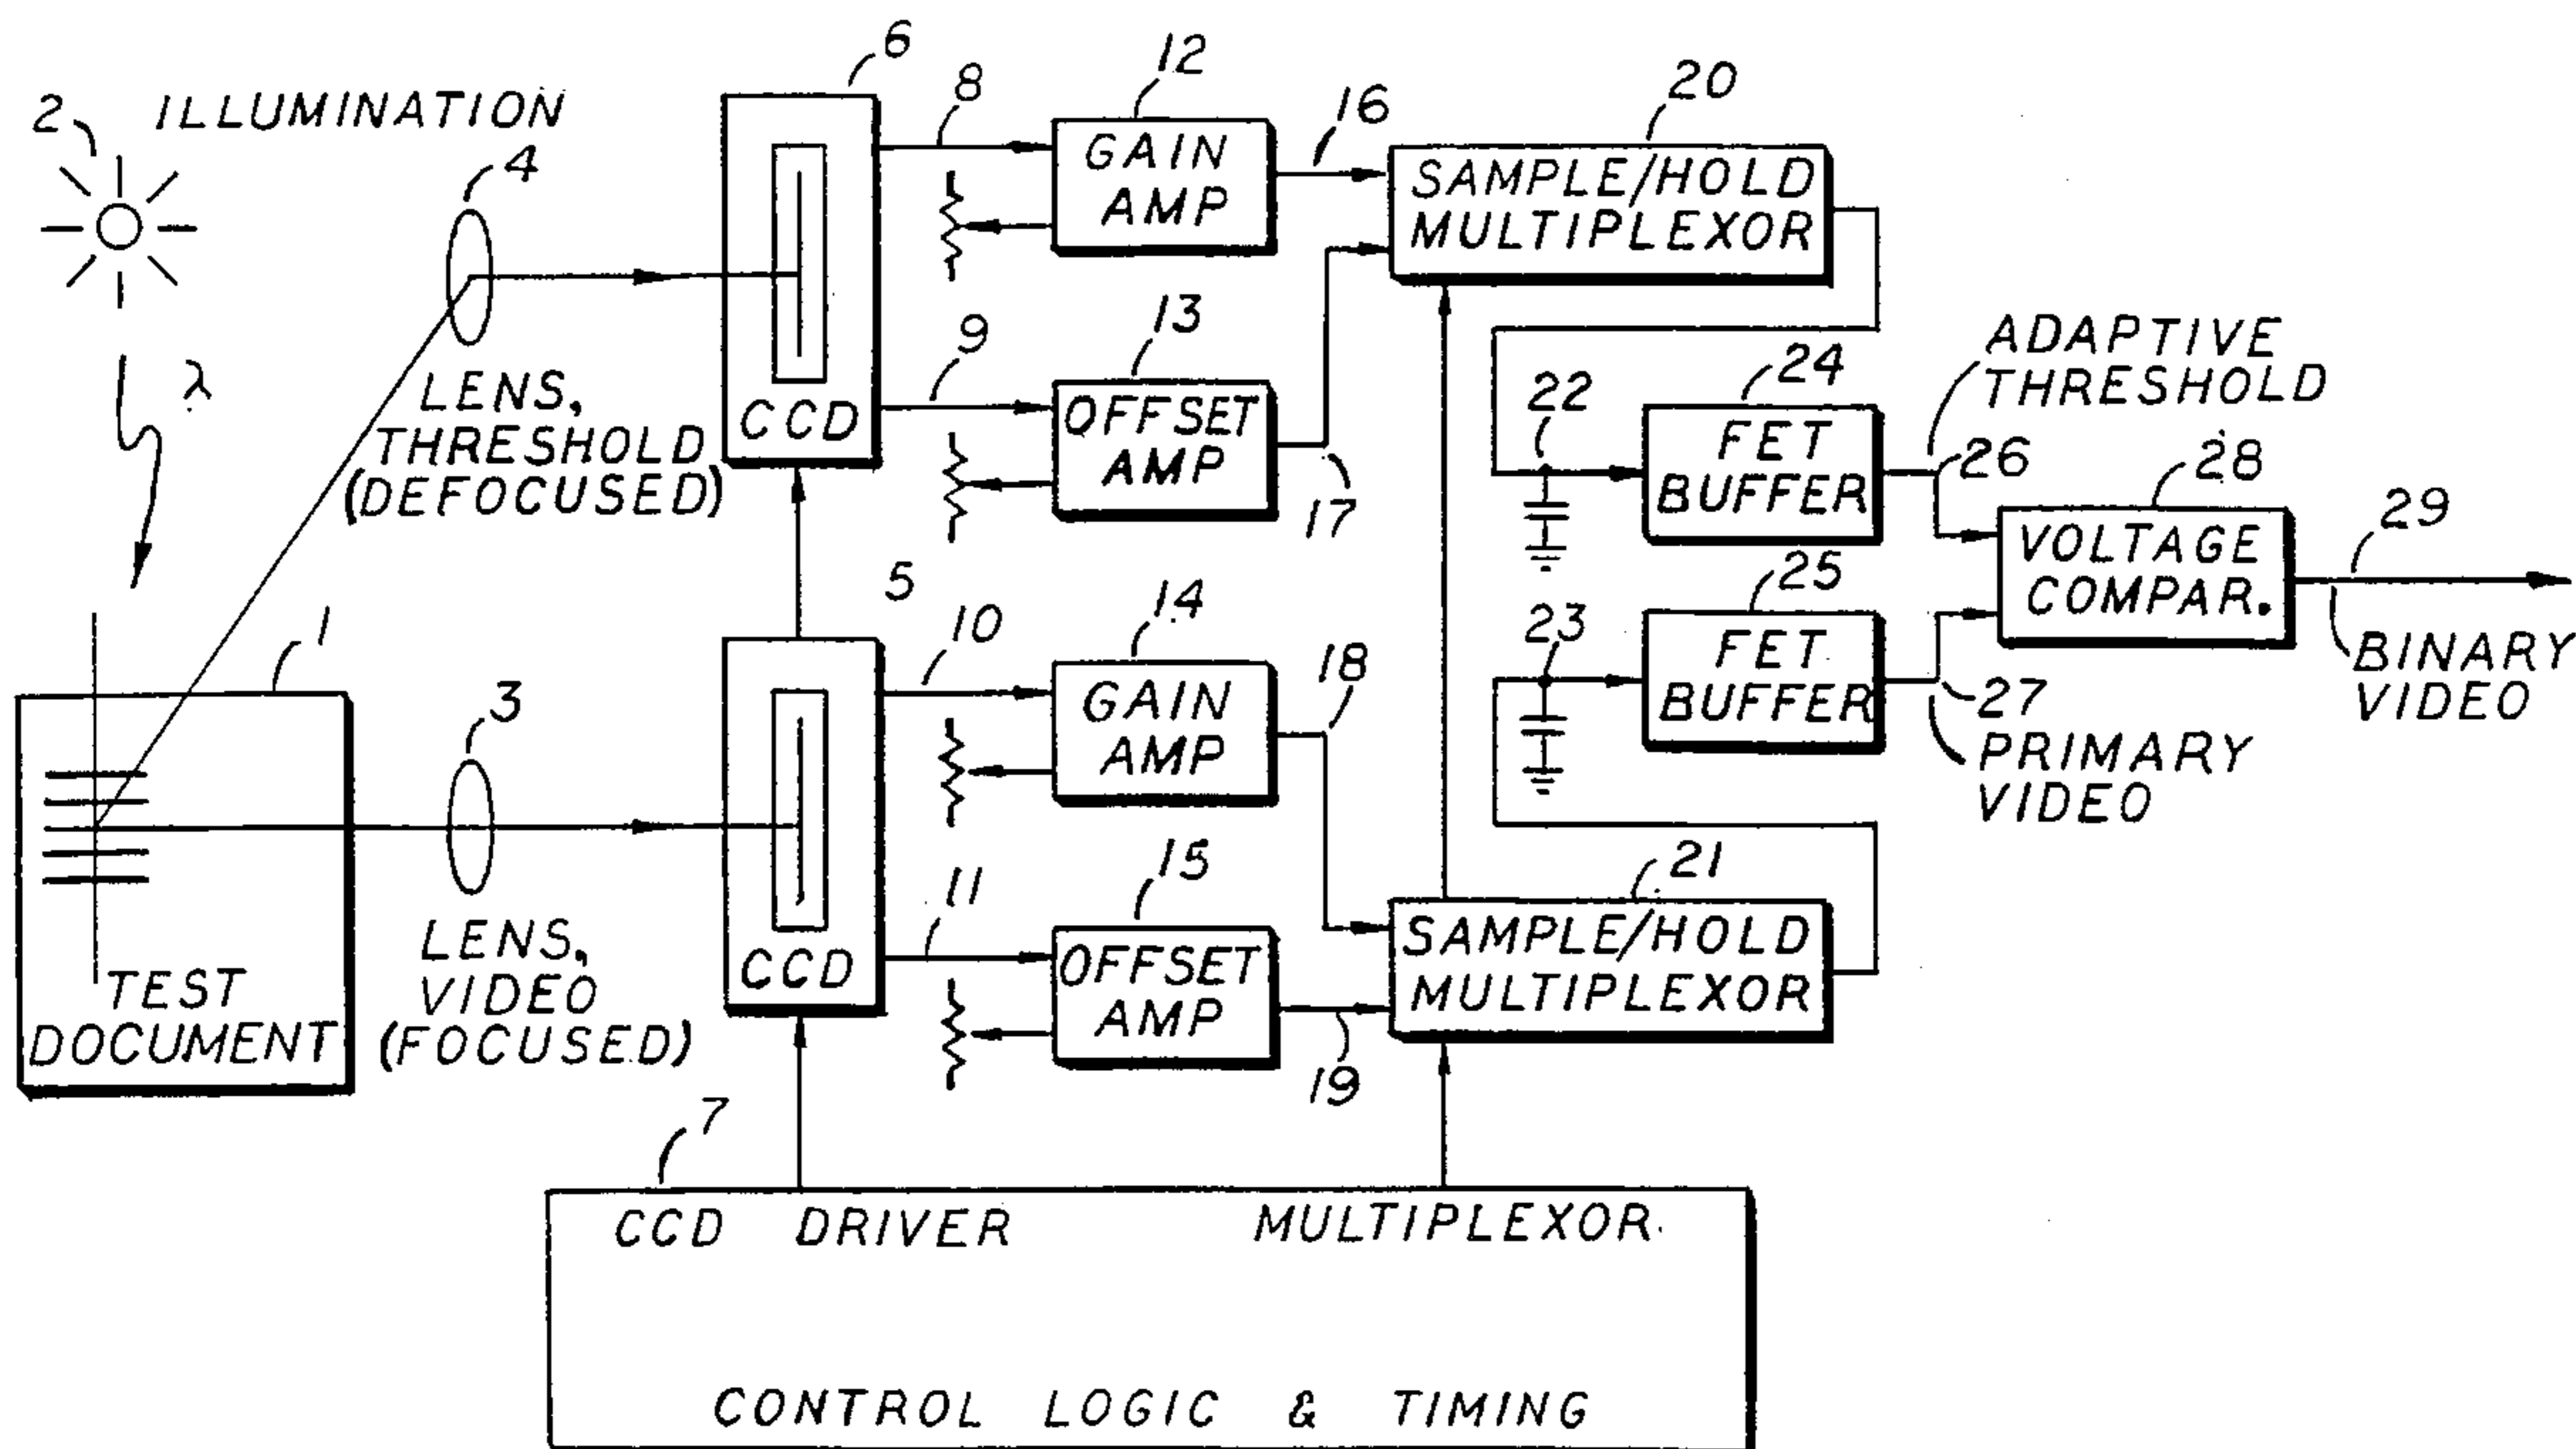 2
ILLUMINATION
λ
4
LENS,
THRESHOLD
(DEFOCUSED)
1
TEST
DOCUMENT
3
LENS,
VIDEO
(FOCUSED)
6
CCD
5
CCD
8
9
10
11
12
GAIN
AMP
13
OFFSET
AMP
14
GAIN
AMP
15
OFFSET
AMP
16
17
18
19
20
SAMPLE/HOLD
MULTIPLEXOR
21
SAMPLE/HOLD
MULTIPLEXOR
22
23
24
FET
BUFFER
25
FET
BUFFER
ADAPTIVE
THRESHOLD
26
27
PRIMARY
VIDEO
28
VOLTAGE
COMPAR.
29
BINARY
VIDEO
7
CCD DRIVER
MULTIPLEXOR
CONTROL LOGIC & TIMING